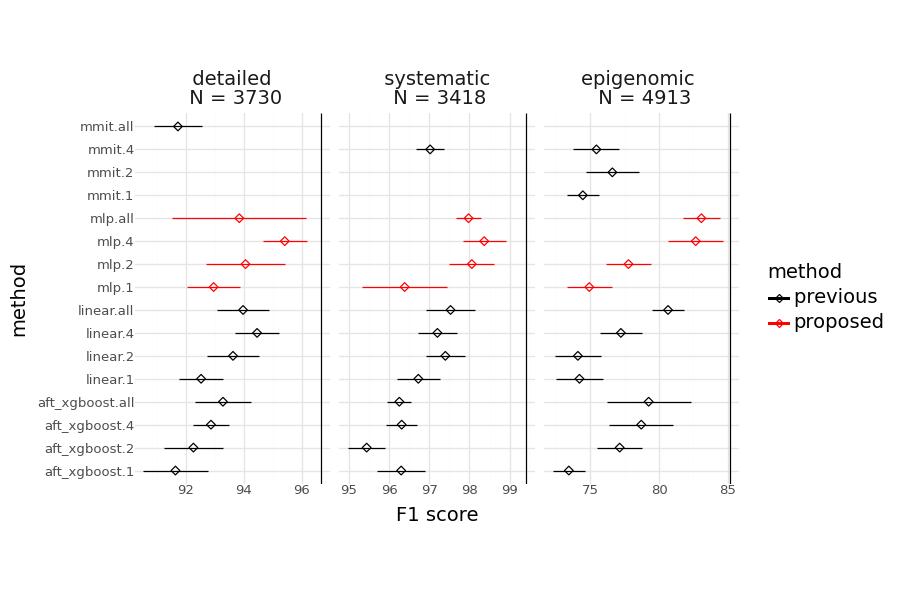 detailed
N = 3730
systematic
N = 3418
epigenomic
N = 4913
mmit.all
mmit.4
mmit.2
mmit.1
mlp.all
mlp.4
mlp.2
mlp.1
linear.all
linear.4
linear.2
linear.1
aft_xgboost.all
aft_xgboost.4
aft_xgboost.2
aft_xgboost.1
method
92 94 96
95 96 97 98 99
75 80 85
F1 score
method
previous
proposed